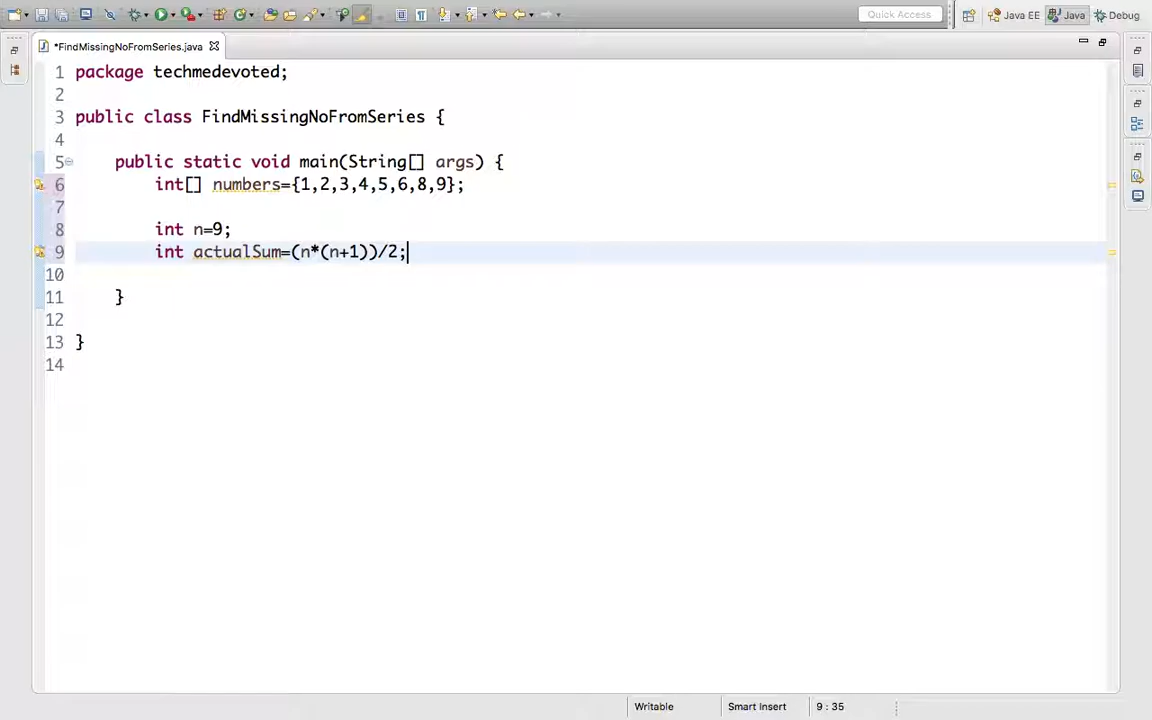 Quick Access
Java EE
Java
Debug
*FindMissingNoFromSeries.java
1 package techmedevoted;
2
3 public class FindMissingNoFromSeries {
4
5 public static void main(String[] args) {
6 int[] numbers={1,2,3,4,5,6,8,9};
7
8 int n=9;
9 int actualSum=(n*(n+1))/2;
10
11 }
12
13 }
14
Writable
Smart Insert
9 : 35